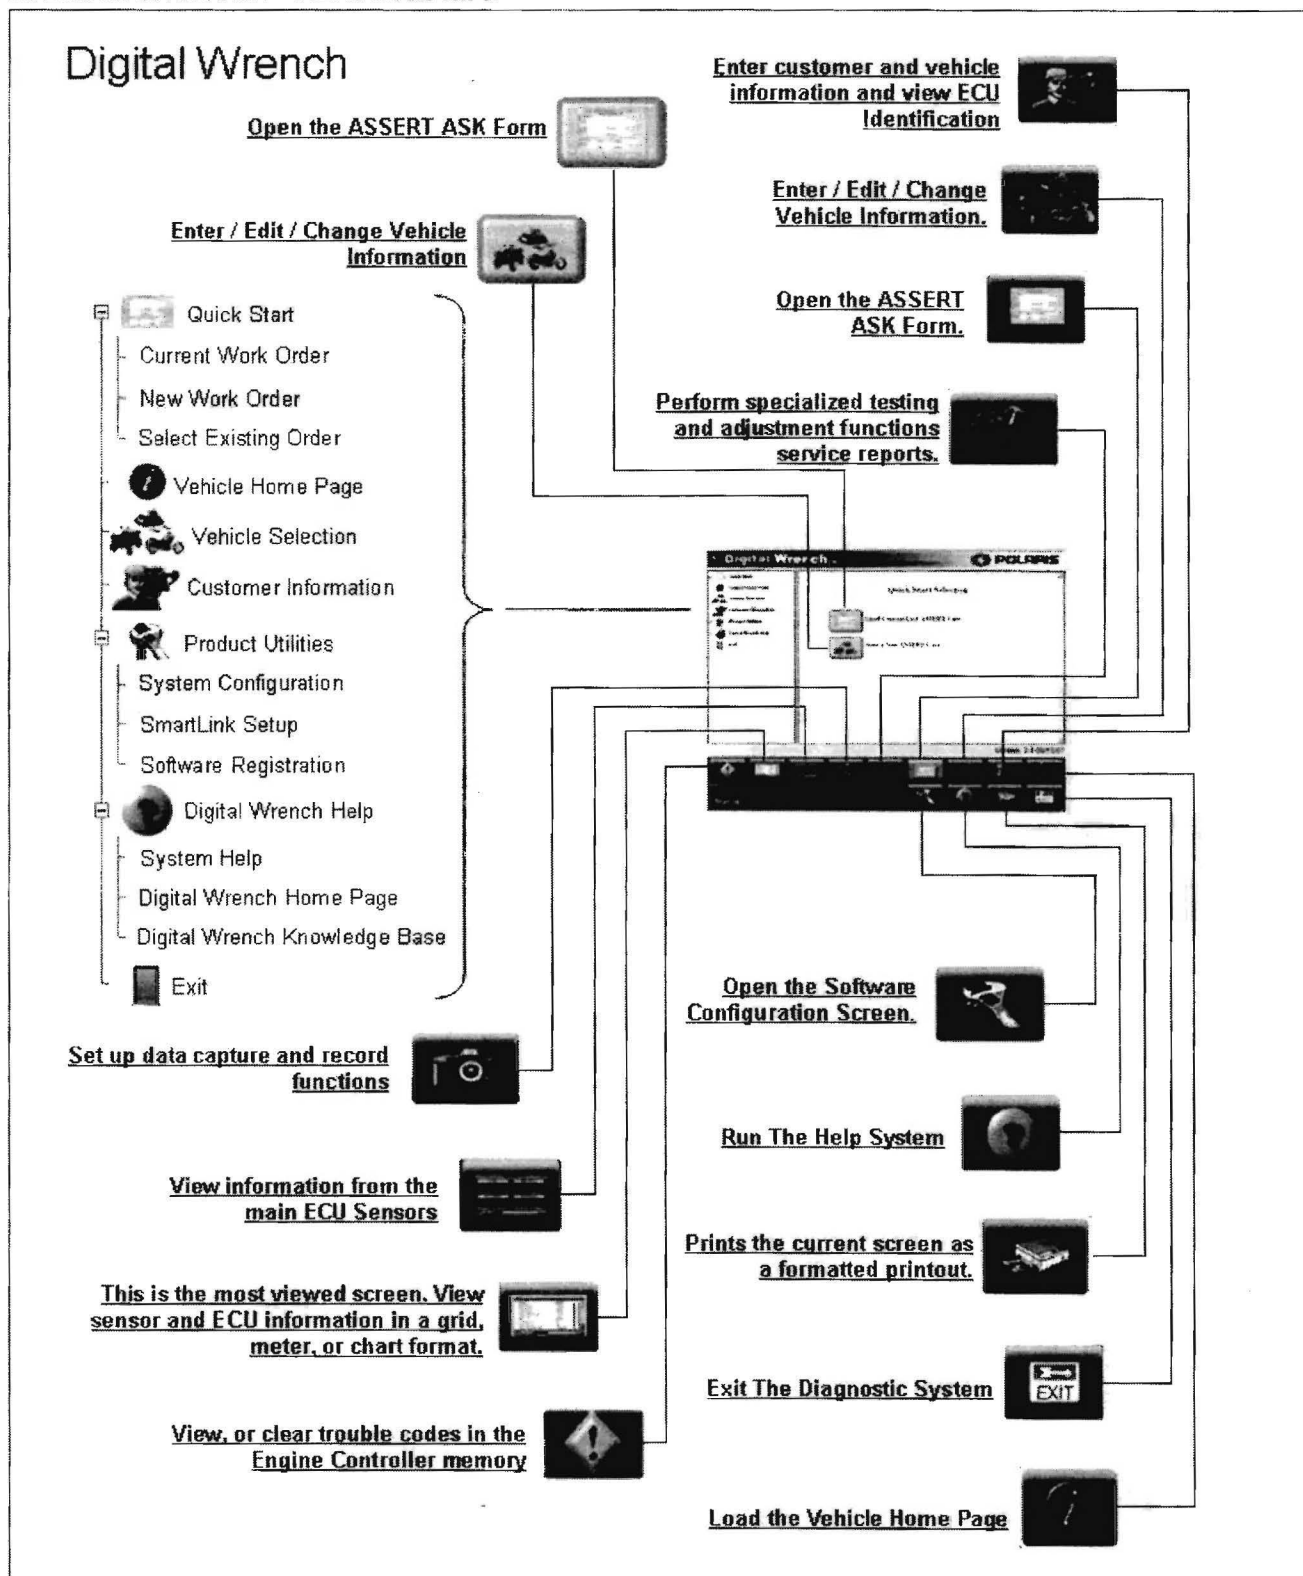 Digital Wrench
Open the ASSERT ASK Form
Enter / Edit / Change Vehicle
Information
Quick Start
Current Work Order
New Work Order
Select Existing Order
Vehicle Home Page
Vehicle Selection
Customer Information
Product Utilities
System Configuration
SmartLink Setup
Software Registration
Digital Wrench Help
System Help
Digital Wrench Home Page
Digital Wrench Knowledge Base
Exit
Set up data capture and record
functions
View information from the
main ECU Sensors
This is the most viewed screen. View
sensor and ECU information in a grid,
meter, or chart format.
View, or clear trouble codes in the
Engine Controller memory
Enter customer and vehicle
information and view ECU
Identification
Enter / Edit / Change
Vehicle Information.
Open the ASSERT
ASK Form.
Perform specialized testing
and adjustment functions
service reports.
Digital Wrench
POLARIS
Quick Start Selection
Open the Software
Configuration Screen.
Run The Help System
Prints the current screen as
a formatted printout.
Exit The Diagnostic System
EXIT
Load the Vehicle Home Page